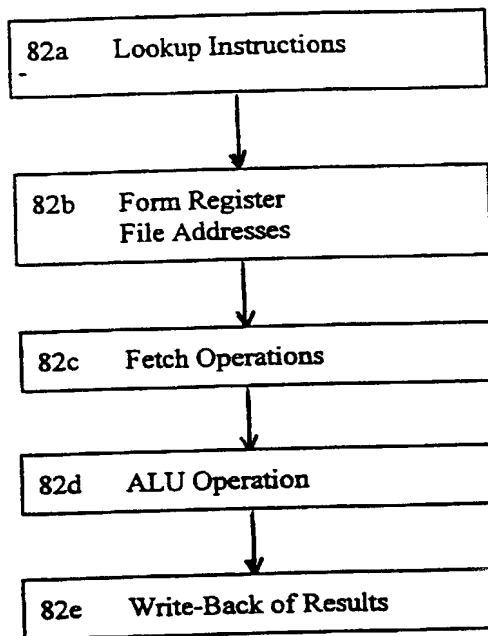 82a Lookup Instructions
82b Form Register
File Addresses
82c Fetch Operations
82d ALU Operation
82e Write-Back of Results